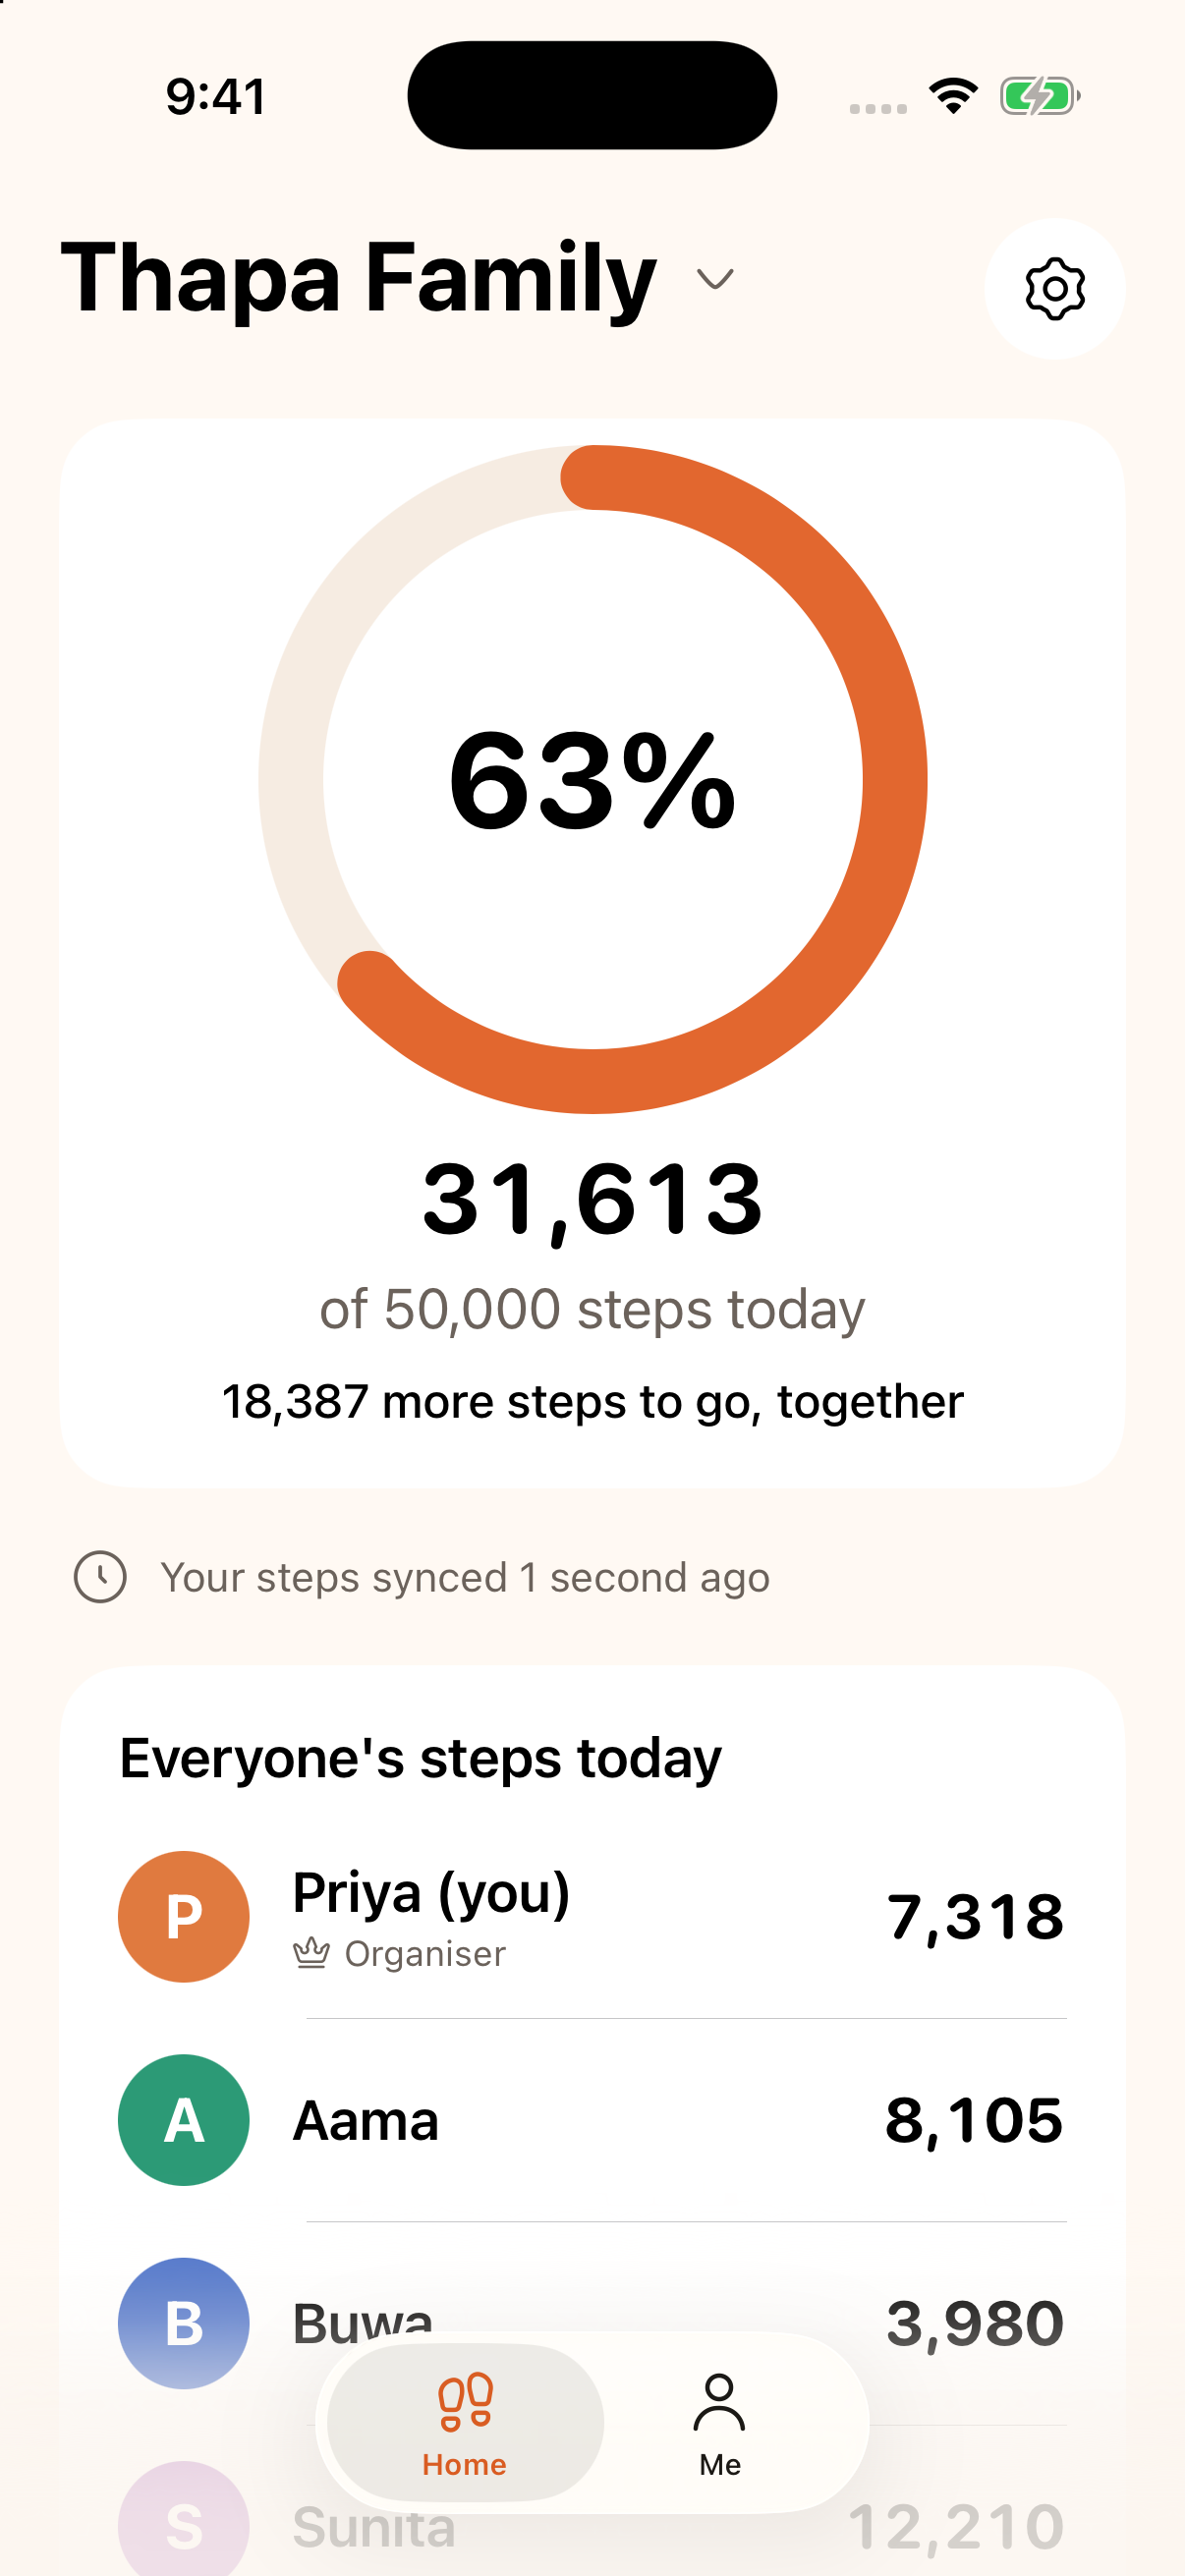 9:41
Thapa Family
63%
31,613
of 50,000 steps today
18,387 more steps to go, together
Your steps synced 1 second ago
Everyone's steps today
P
Priya (you)
Organiser
7,318
A
Aama
8,105
B
Buwa
3,980
Home
Me
S
Sunita
12,210